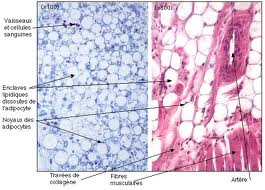 (x100)
(x300)
Vaisseaux
et cellules
sanguines
Enclaves
lipidiques
dissoutes de
l'adipocyte
Noyaux des
adipocytes
Travées de
collagène
Fibres
musculaires
Artère